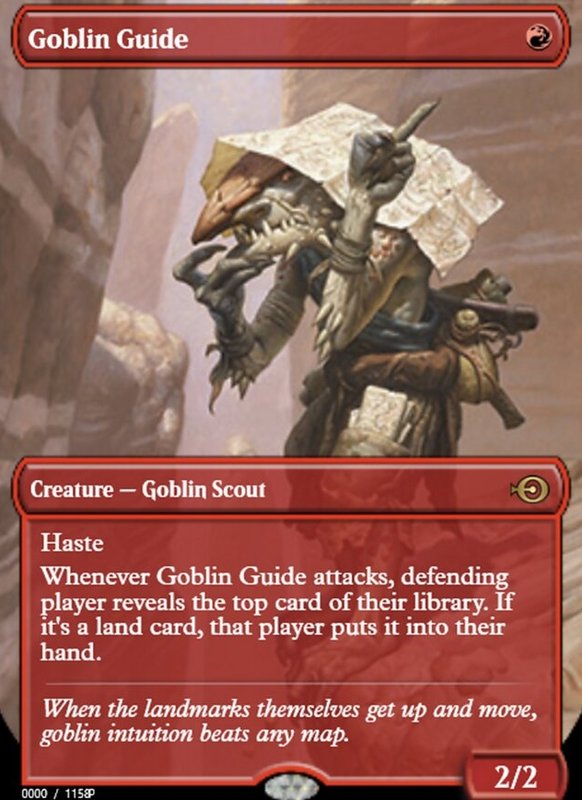 Goblin Guide
Creature — Goblin Scout
Haste
Whenever Goblin Guide attacks, defending
player reveals the top card of their library. If
it's a land card, that player puts it into their
hand.
When the landmarks themselves get up and move,
goblin intuition beats any map.
2/2
0000 / 1158P